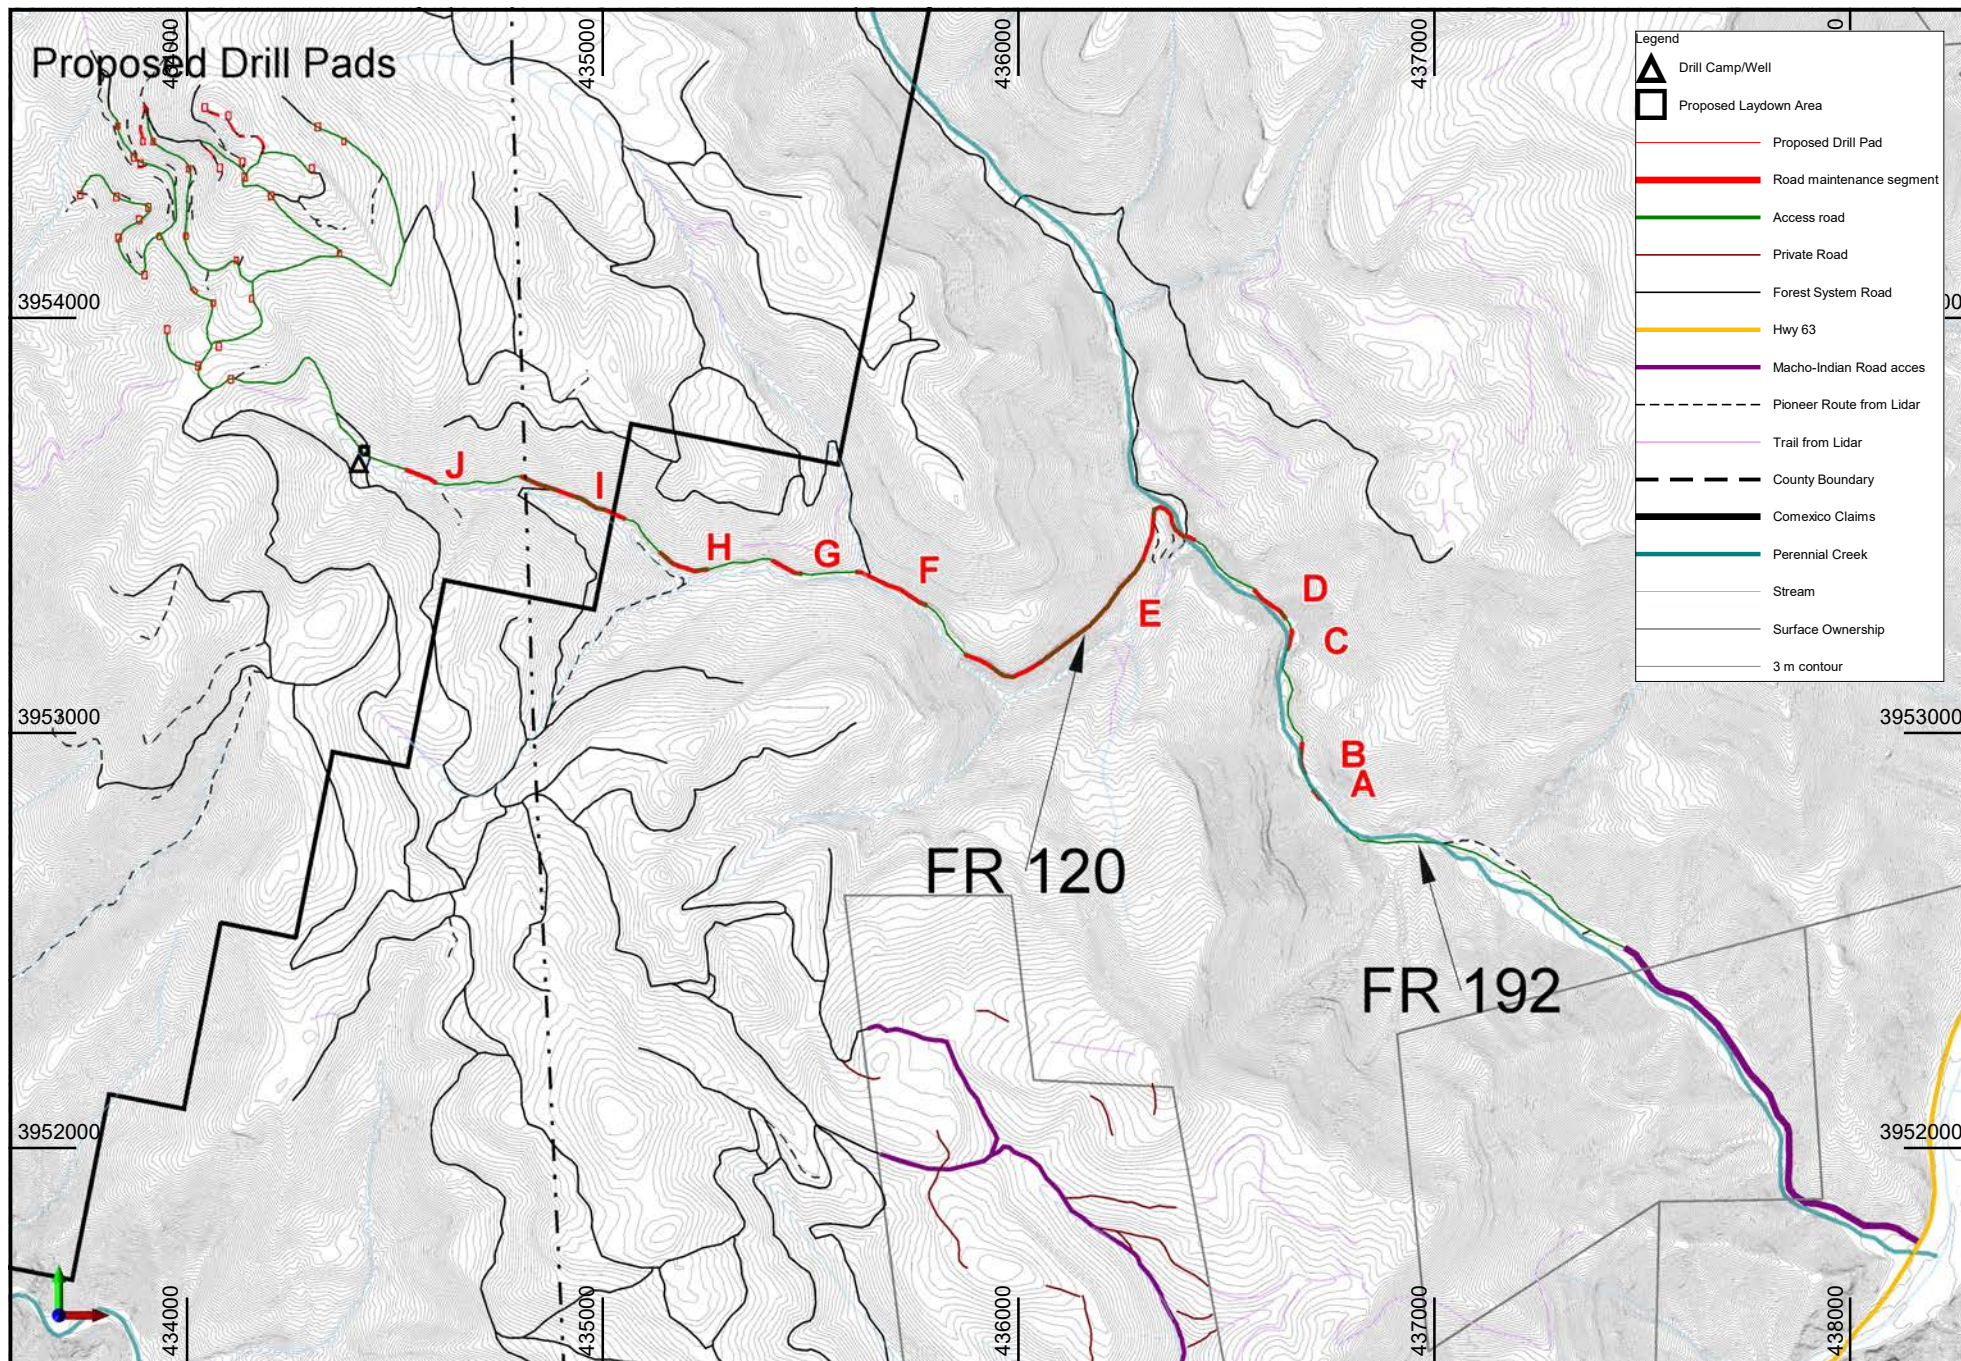 Proposed Drill Pads
434000
435000
436000
437000
0
Legend
Drill Camp/Well
Proposed Laydown Area
Proposed Drill Pad
Road maintenance segment
Access road
Private Road
Forest System Road
Hwy 63
Macho-Indian Road acces
Pioneer Route from Lidar
Trail from Lidar
County Boundary
Comexico Claims
Perennial Creek
Stream
Surface Ownership
3 m contour
3954000
00
J
I
H
G
F
E
D
C
B
A
3953000
3953000
FR 120
FR 192
3952000
3952000
434000
435000
436000
437000
438000